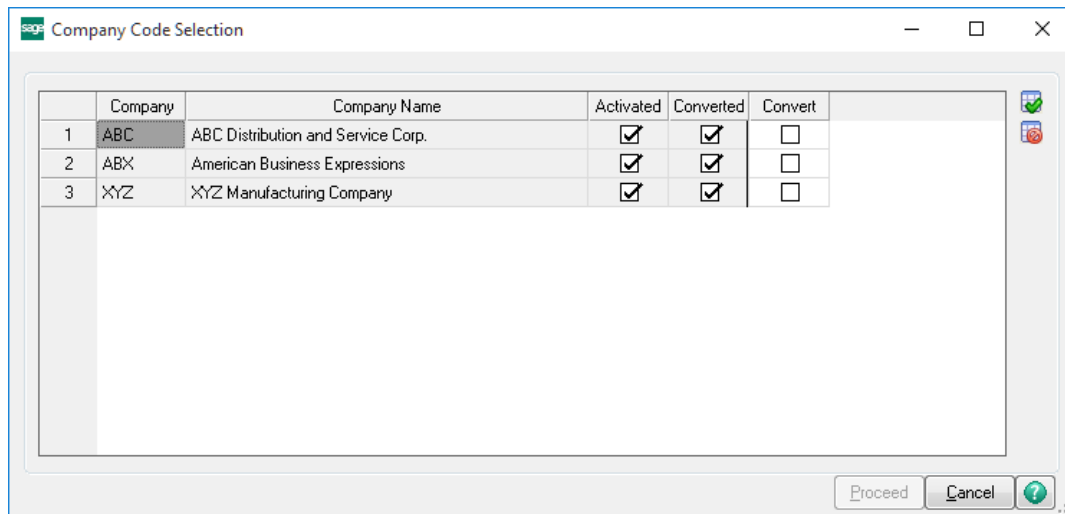 sage Company Code Selection
Company Company Name Activated Converted Convert
1 ABC ABC Distribution and Service Corp.
2 ABX American Business Expressions
3 XYZ XYZ Manufacturing Company
Proceed Cancel ?